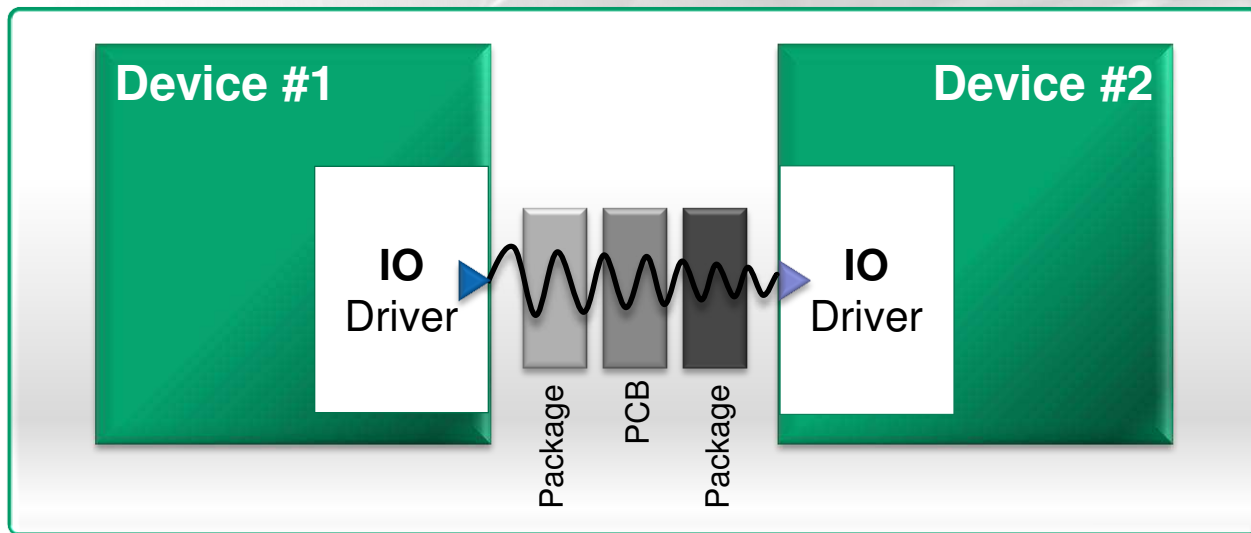 Device #1
Device #2
IO
Driver
IO
Driver
Package
PCB
Package